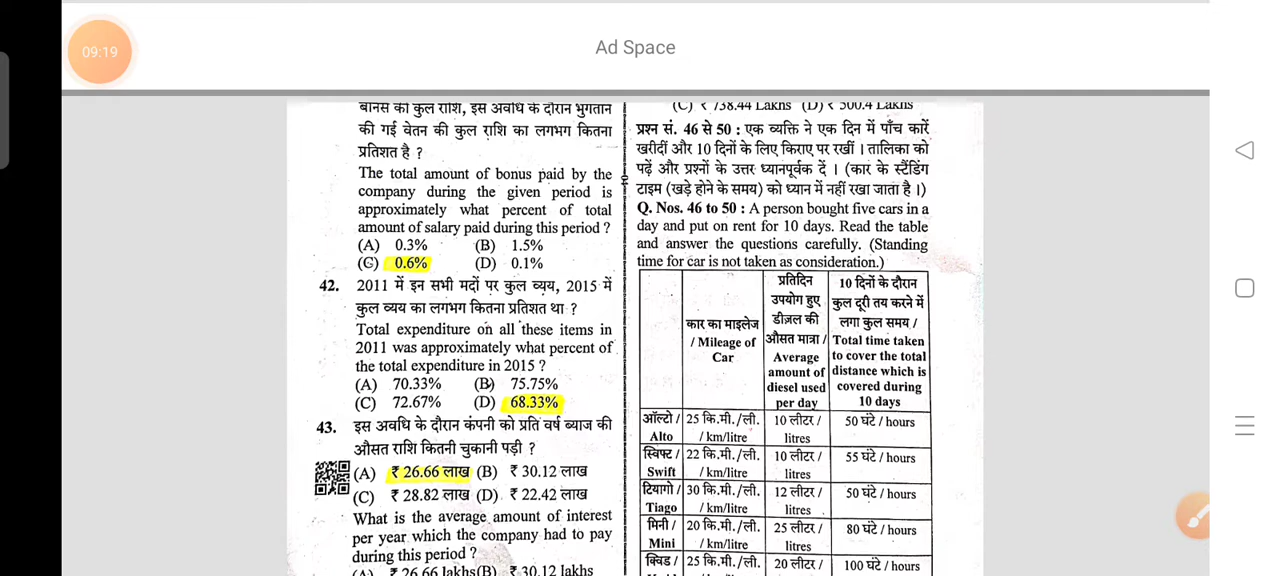 09:19
Ad Space
बोनस की कुल राशि, इस अवधि के दौरान भुगतान
की गई वेतन की कुल राशि का लगभग कितना
प्रतिशत है ?
The total amount of bonus paid by the
company during the given period is
approximately what percent of total
amount of salary paid during this period ?
(A) 0.3% (B) 1.5%
(C) 0.6% (D) 0.1%
42. 2011 में इन सभी मदों पर कुल व्यय, 2015 में
कुल व्यय का लगभग कितना प्रतिशत था ?
Total expenditure on all these items in
2011 was approximately what percent of
the total expenditure in 2015 ?
(A) 70.33% (B) 75.75%
(C) 72.67% (D) 68.33%
43. इस अवधि के दौरान कंपनी को प्रति वर्ष ब्याज की
औसत राशि कितनी चुकानी पड़ी ?
(A) ₹ 26.66 लाख (B) ₹ 30.12 लाख
(C) ₹ 28.82 लाख (D) ₹ 22.42 लाख
What is the average amount of interest
per year which the company had to pay
during this period ?
(A) ₹ 26.66 lakhs (B) ₹ 30.12 lakhs
(C) ₹ 738.44 Lakhs (D) ₹ 500.4 Lakhs
प्रश्न सं. 46 से 50 : एक व्यक्ति ने एक दिन में पाँच कारें
खरीदीं और 10 दिनों के लिए किराए पर रखीं । तालिका को
पढ़ें और प्रश्नों के उत्तर ध्यानपूर्वक दें । (कार के स्टैंडिंग
टाइम (खड़े होने के समय) को ध्यान में नहीं रखा जाता है ।)
Q. Nos. 46 to 50 : A person bought five cars in a
day and put on rent for 10 days. Read the table
and answer the questions carefully. (Standing
time for car is not taken as consideration.)
कार का माइलेज
/ Mileage of
Car
प्रतिदिन
उपयोग हुए
डीज़ल की
औसत मात्रा /
Average
amount of
diesel used
per day
10 दिनों के दौरान
कुल दूरी तय करने में
लगा कुल समय /
Total time taken
to cover the total
distance which is
covered during
10 days
ऑल्टो / 25 कि.मी./ली. 10 लीटर / 50 घंटे / hours
Alto / km/litre litres
स्विफ्ट / 22 कि.मी./ली. 10 लीटर / 55 घंटे / hours
Swift / km/litre litres
टियागो / 30 कि.मी./ली. 12 लीटर / 50 घंटे / hours
Tiago / km/litre litres
मिनी / 20 कि.मी./ली. 25 लीटर / 80 घंटे / hours
Mini / km/litre litres
क्विड / 25 कि.मी./ली. 20 लीटर / 100 घंटे / hours